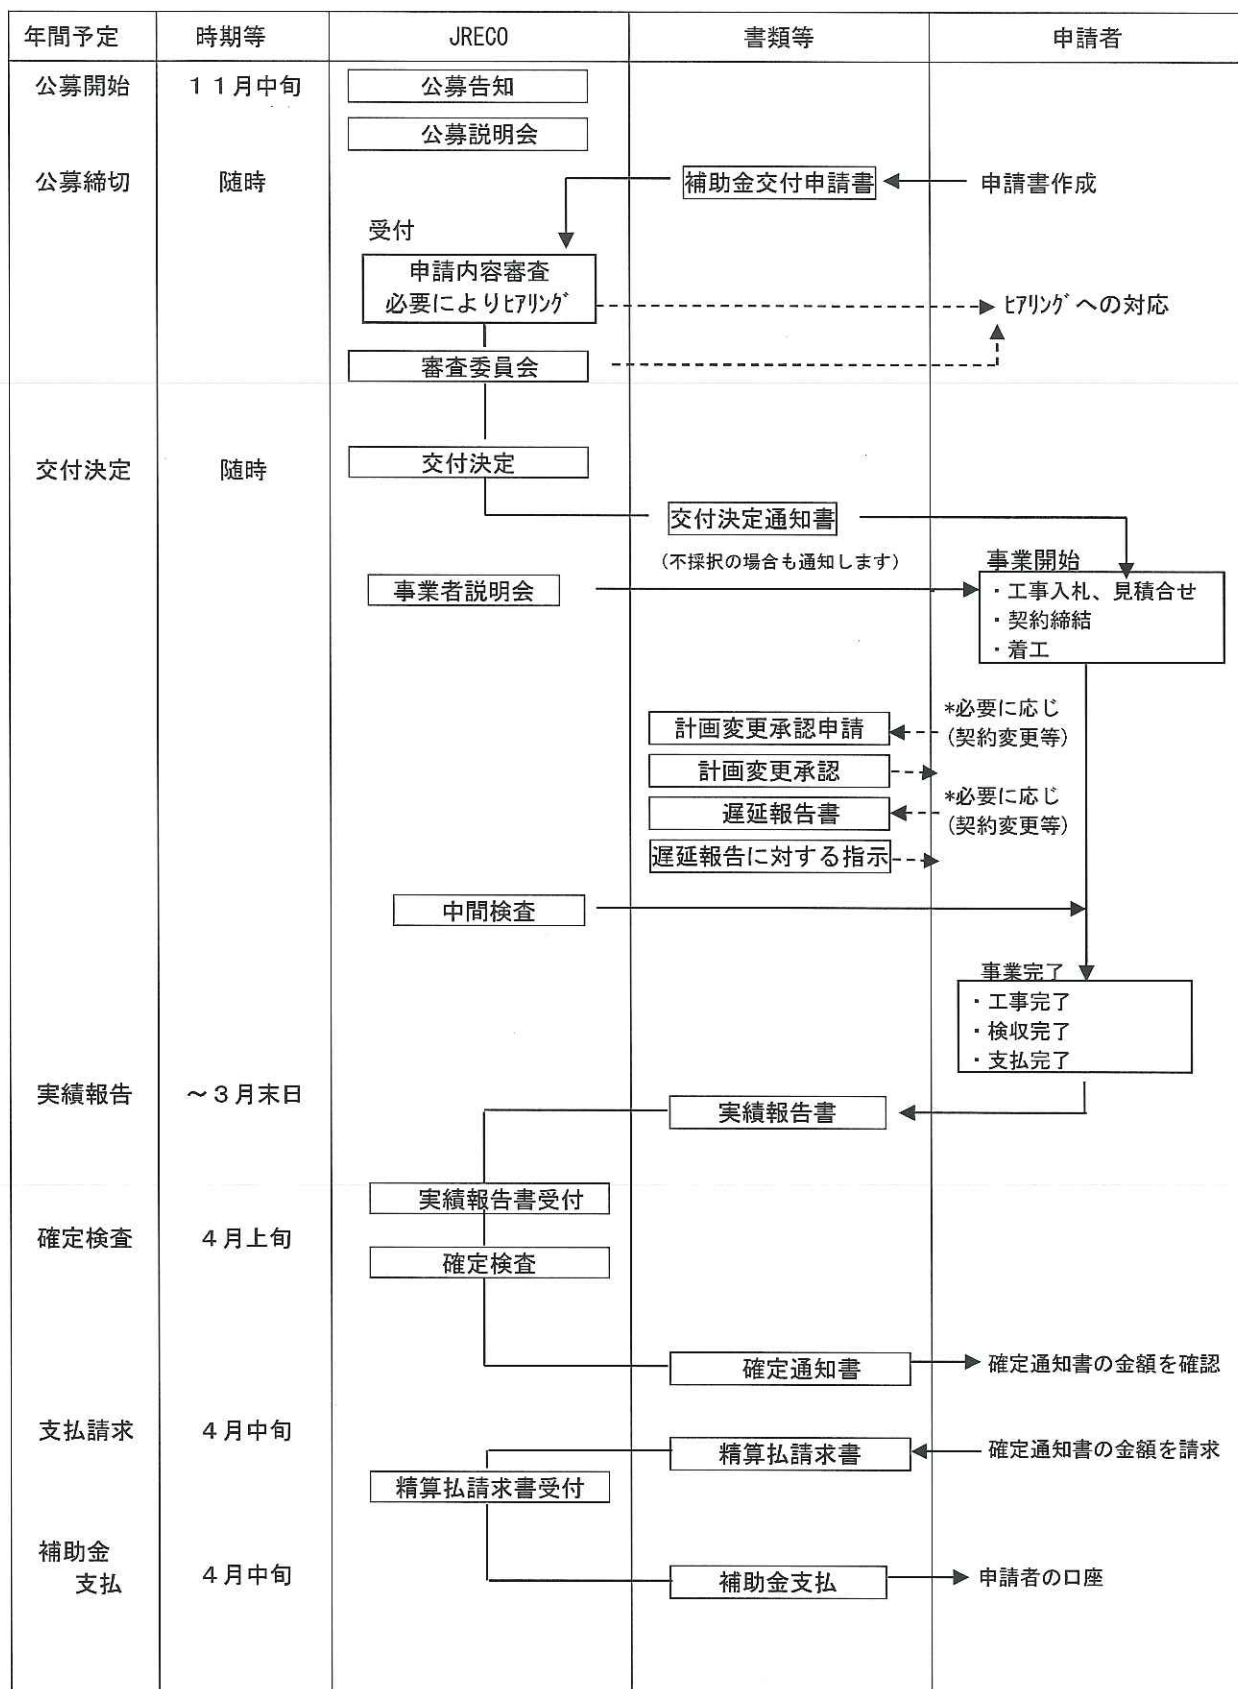 年間予定 時期等 JRECO 書類等 申請者
公募開始 11月中旬 公募告知
公募説明会
公募締切 随時 補助金交付申請書 申請書作成
受付
申請内容審査
必要によりﾋｱﾘﾝｸﾞ ﾋｱﾘﾝｸﾞへの対応
審査委員会
交付決定 随時 交付決定
交付決定通知書
(不採択の場合も通知します) 事業開始
事業者説明会 ・工事入札、見積合せ
・契約締結
・着工
*必要に応じ
計画変更承認申請 (契約変更等)
計画変更承認
*必要に応じ
遅延報告書 (契約変更等)
遅延報告に対する指示
中間検査
事業完了
・工事完了
・検収完了
・支払完了
実績報告 ～3月末日 実績報告書
実績報告書受付
確定検査 4月上旬
確定検査
確定通知書 確定通知書の金額を確認
支払請求 4月中旬
精算払請求書 確定通知書の金額を請求
精算払請求書受付
補助金
支払 4月中旬 補助金支払 申請者の口座